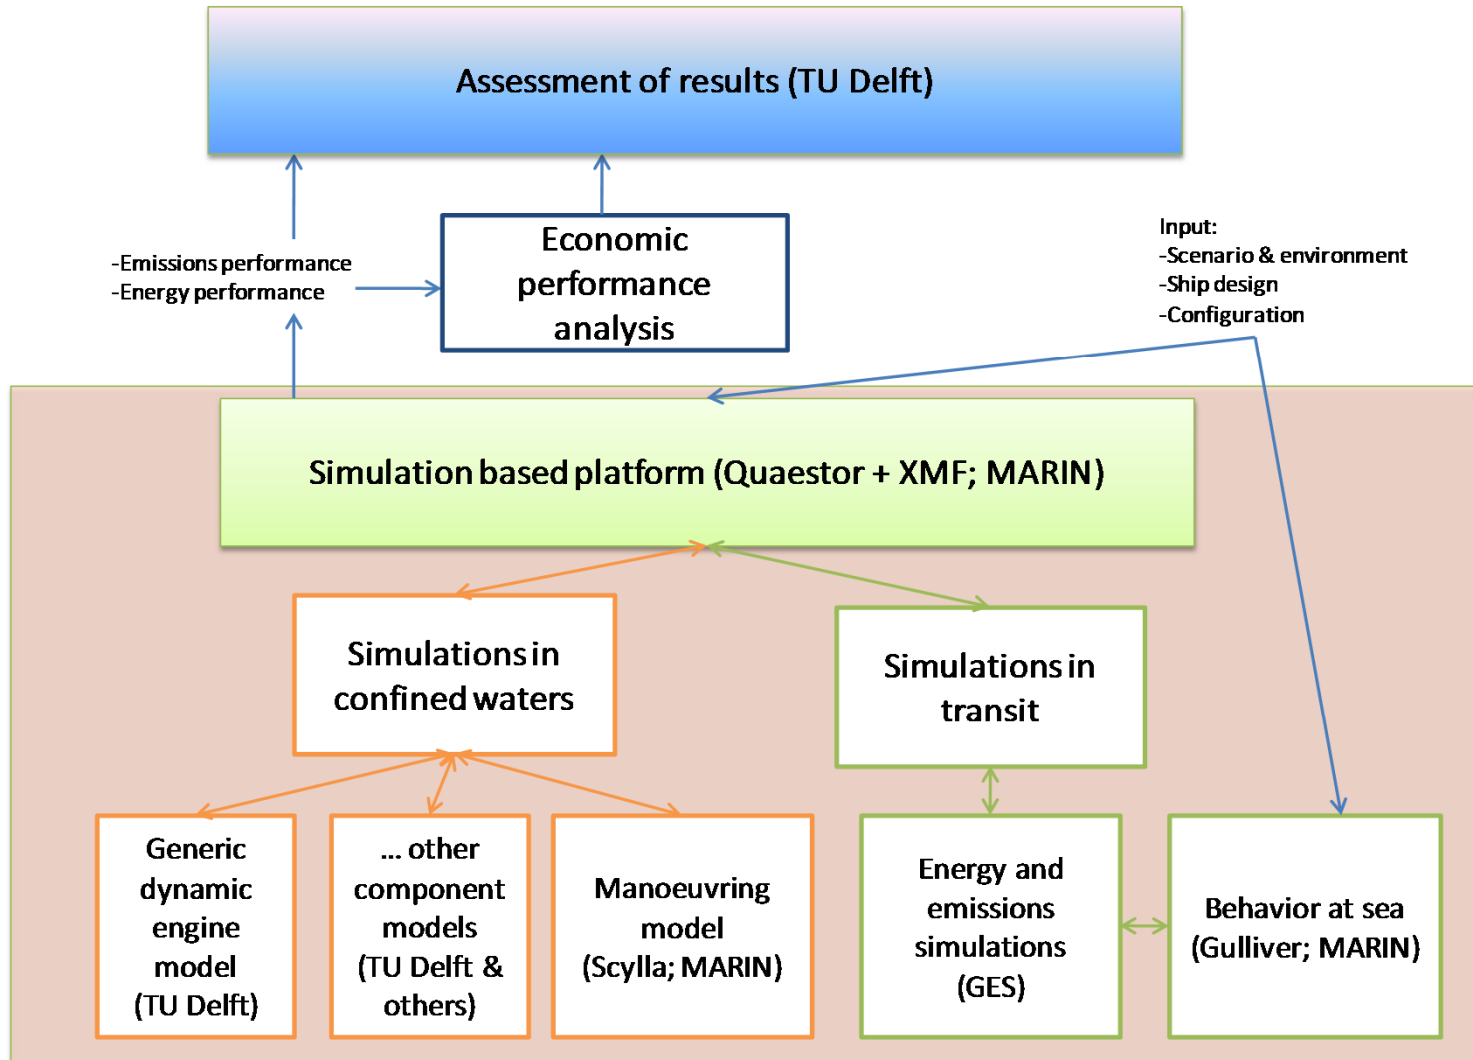 Assessment of results (TU Delft)
Economic
performance
analysis
-Emissions performance
-Energy performance
Input:
-Scenario & environment
-Ship design
-Configuration
Simulation based platform (Quaestor + XMF; MARIN)
Simulations in
confined waters
Simulations in
transit
Generic
dynamic
engine
model
(TU Delft)
... other
component
models
(TU Delft &
others)
Manoeuvring
model
(Scylla; MARIN)
Energy and
emissions
simulations
(GES)
Behavior at sea
(Gulliver; MARIN)